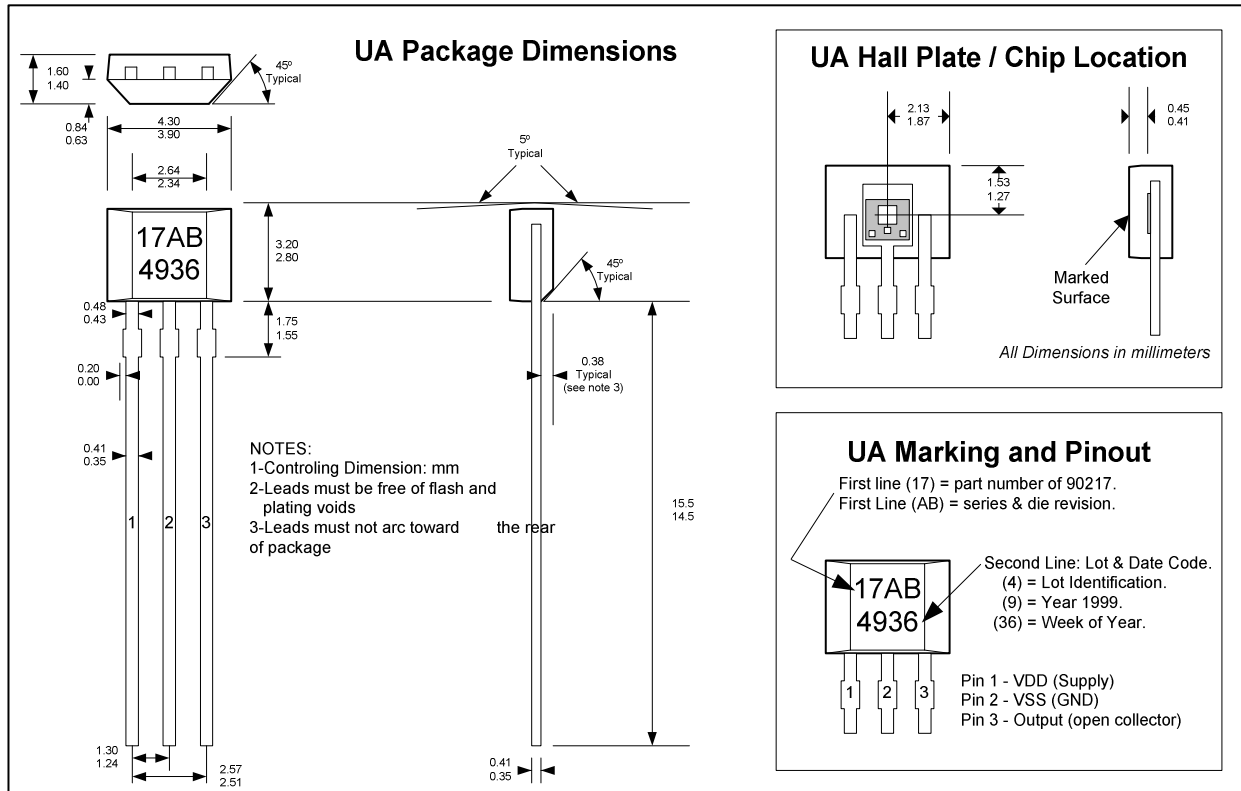 UA Package Dimensions
1.60
1.40
45º
Typical
0.84
0.63
4.30
3.90
2.64
2.34
5º
Typical
17AB
4936
3.20
2.80
45º
Typical
0.48
0.43
1.75
1.55
0.20
0.00
0.38
Typical
(see note 3)
0.41
0.35
NOTES:
1-Controling Dimension: mm
2-Leads must be free of flash and
plating voids
3-Leads must not arc toward the rear
of package
15.5
14.5
1 2 3
1.30
1.24
2.57
2.51
0.41
0.35
UA Hall Plate / Chip Location
2.13
1.87
0.45
0.41
1.53
1.27
Marked
Surface
All Dimensions in millimeters
UA Marking and Pinout
First line (17) = part number of 90217.
First Line (AB) = series & die revision.
Second Line: Lot & Date Code.
(4) = Lot Identification.
(9) = Year 1999.
(36) = Week of Year.
17AB
4936
1 2 3
Pin 1 - VDD (Supply)
Pin 2 - VSS (GND)
Pin 3 - Output (open collector)